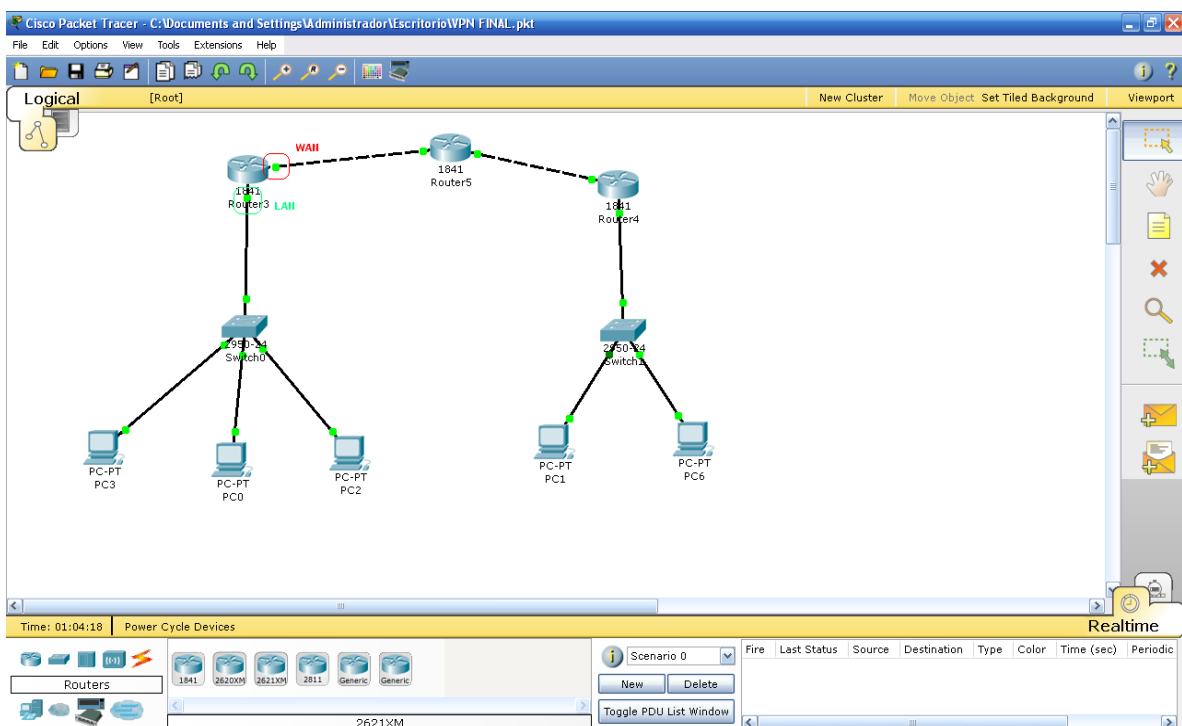 Cisco Packet Tracer - C:\Documents and Settings\Administrador\Escritorio\VPN FINAL.pkt
File Edit Options View Tools Extensions Help
Logical [Root] New Cluster Move Object Set Tiled Background Viewport
WAN
1841
Router5
1841
Router3
LAN
1841
Router4
2950-24
Switch0
2950-24
Switch1
PC-PT
PC3
PC-PT
PC0
PC-PT
PC2
PC-PT
PC1
PC-PT
PC6
Time: 01:04:18 Power Cycle Devices Realtime
Routers
1841 2620XM 2621XM 2811 Generic Generic
2621XM
Scenario 0
New Delete
Toggle PDU List Window
Fire Last Status Source Destination Type Color Time (sec) Periodic